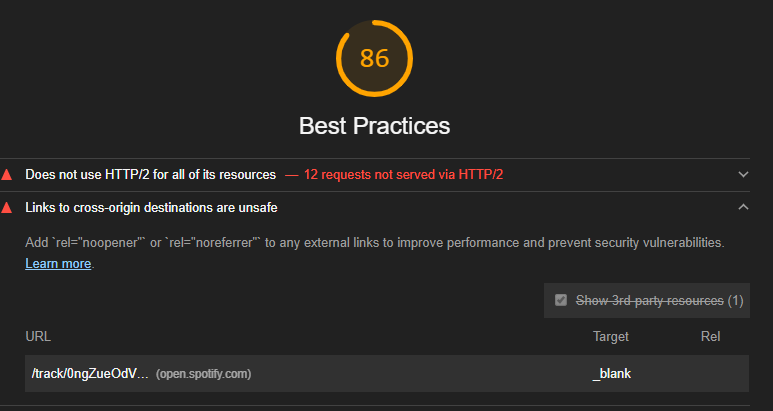 86
Best Practices
Does not use HTTP/2 for all of its resources — 12 requests not served via HTTP/2
Links to cross-origin destinations are unsafe
Add `rel="noopener"` or `rel="noreferrer"` to any external links to improve performance and prevent security vulnerabilities.
Learn more.
Show 3rd-party resources (1)
URL Target Rel
/track/0ngZueOdV... (open.spotify.com) _blank